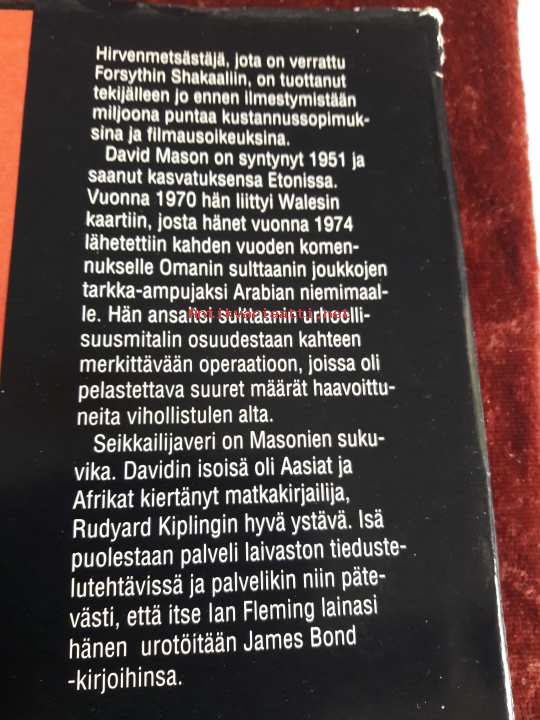 Hirvenmetsästäjä, jota on verrattu
Forsythin Shakaaliin, on tuottanut
tekijälleen jo ennen ilmestymistään
miljoona puntaa kustannussopimuk-
sina ja filmausoikeuksina.
David Mason on syntynyt 1951 ja
saanut kasvatuksensa Etonissa.
Vuonna 1970 hän liittyi Walesin
kaartiin, josta hänet vuonna 1974
lähetettiin kahden vuoden komen-
nukselle Omanin sulttaanin joukkojen
tarkka-ampujaksi Arabian niemimaal-
le. Hän ansaitsi sulttaanin urheelli-
suusmitalin osuudestaan kahteen
merkittävään operaatioon, joissa oli
pelastettava suuret määrät haavoittu-
neita vihollistulen alta.
Seikkailijaveri on Masonien suku-
vika. Davidin isoisä oli Aasiat ja
Afrikat kiertänyt matkakirjailija,
Rudyard Kiplingin hyvä ystävä. Isä
puolestaan palveli laivaston tieduste-
lutehtävissä ja palvelikin niin päte-
västi, että itse Ian Fleming lainasi
hänen urotöitään James Bond
-kirjoihinsa.